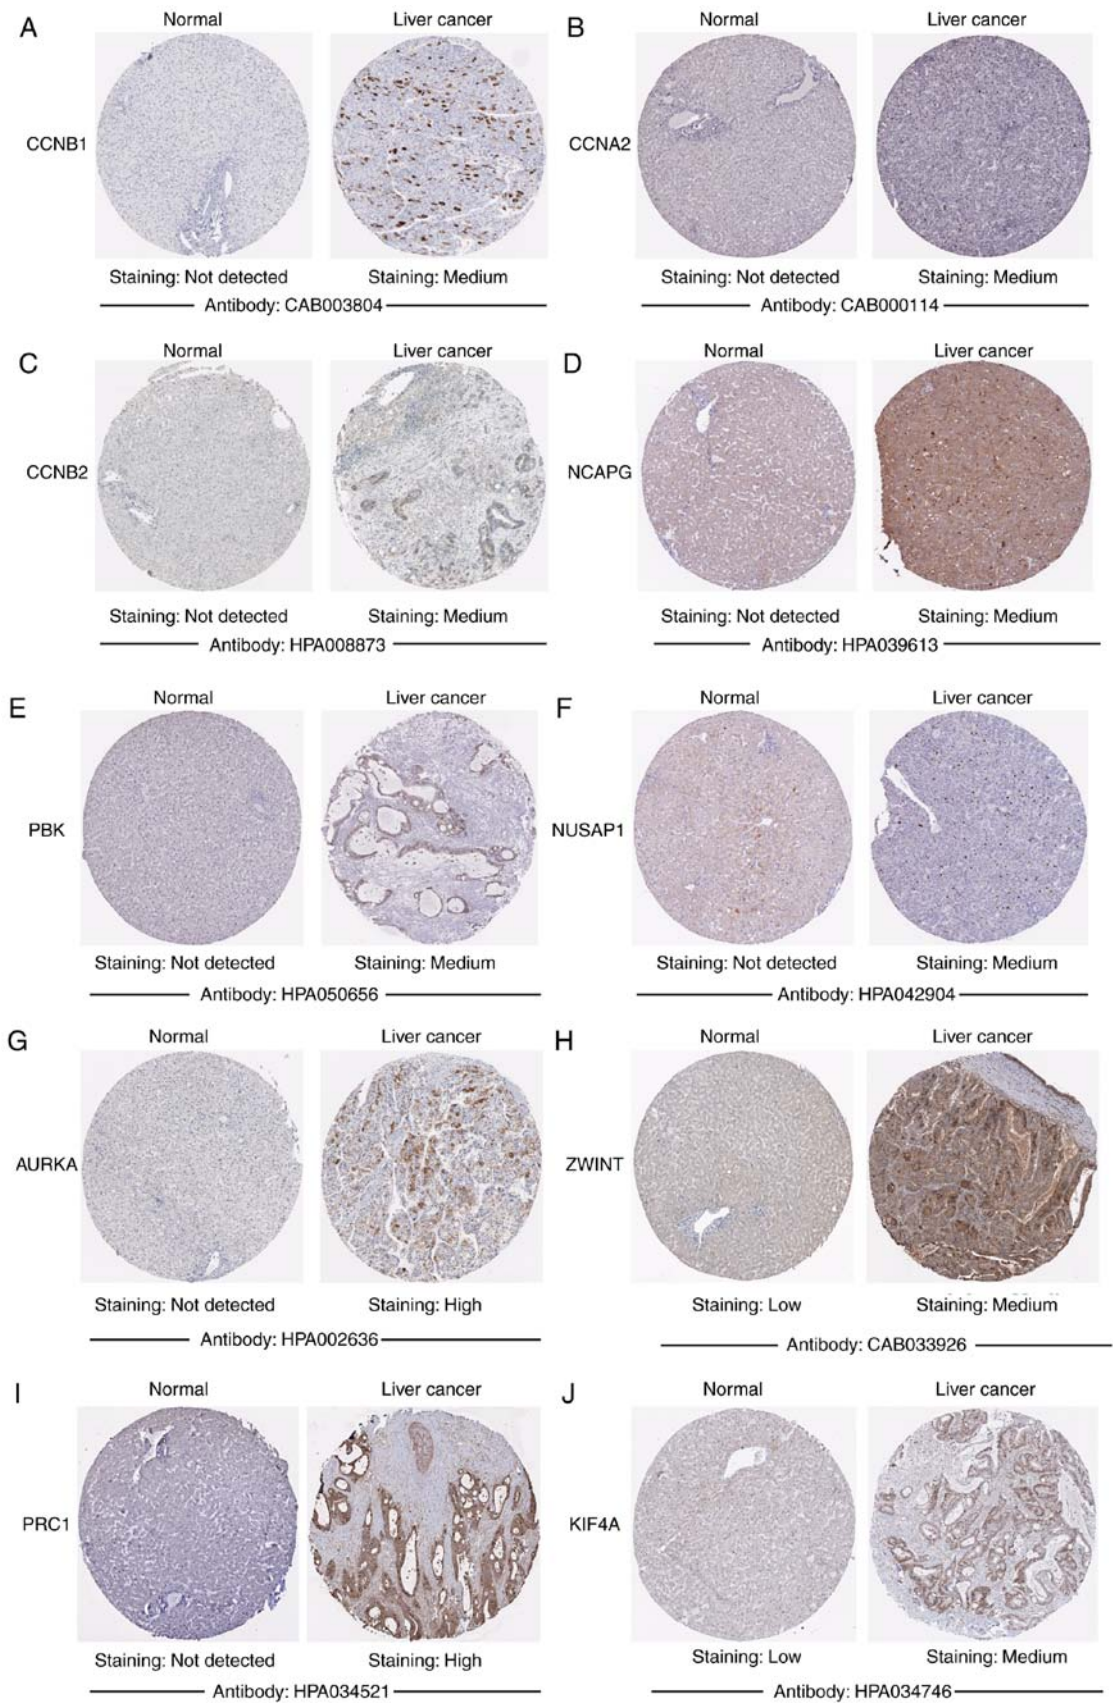 A
Normal
Liver cancer
B
Normal
Liver cancer
CCNB1
CCNA2
Staining: Not detected
Staining: Medium
Staining: Not detected
Staining: Medium
Antibody: CAB003804
Antibody: CAB000114
C
Normal
Liver cancer
D
Normal
Liver cancer
CCNB2
NCAPG
Staining: Not detected
Staining: Medium
Staining: Not detected
Staining: Medium
Antibody: HPA008873
Antibody: HPA039613
E
Normal
Liver cancer
F
Normal
Liver cancer
PBK
NUSAP1
Staining: Not detected
Staining: Medium
Staining: Not detected
Staining: Medium
Antibody: HPA050656
Antibody: HPA042904
G
Normal
Liver cancer
H
Normal
Liver cancer
AURKA
ZWINT
Staining: Not detected
Staining: High
Staining: Low
Staining: Medium
Antibody: HPA002636
Antibody: CAB033926
I
Normal
Liver cancer
J
Normal
Liver cancer
PRC1
KIF4A
Staining: Not detected
Staining: High
Staining: Low
Staining: Medium
Antibody: HPA034521
Antibody: HPA034746